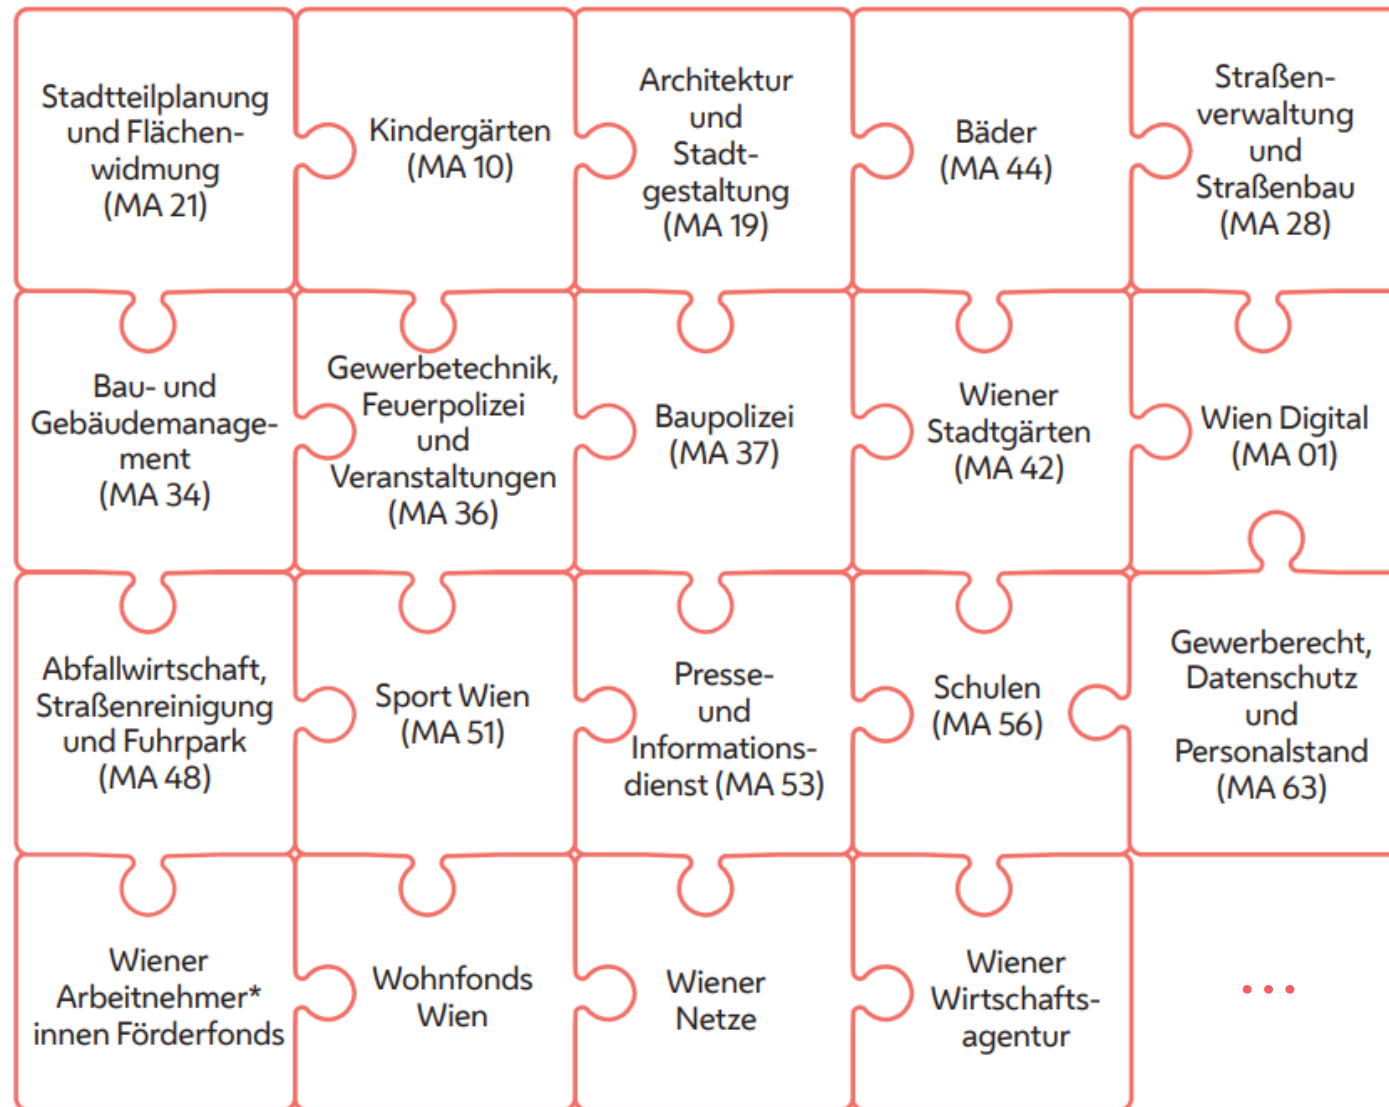 Stadtteilplanung
und Flächen-
widmung
(MA 21)
Kindergärten
(MA 10)
Architektur
und
Stadt-
gestaltung
(MA 19)
Bäder
(MA 44)
Straßen-
verwaltung
und
Straßenbau
(MA 28)
Bau- und
Gebäudemanage-
ment
(MA 34)
Gewerbetechnik,
Feuerpolizei
und
Veranstaltungen
(MA 36)
Baupolizei
(MA 37)
Wiener
Stadtgärten
(MA 42)
Wien Digital
(MA 01)
Abfallwirtschaft,
Straßenreinigung
und Fuhrpark
(MA 48)
Sport Wien
(MA 51)
Presse-
und
Informations-
dienst (MA 53)
Schulen
(MA 56)
Gewerberecht,
Datenschutz
und
Personalstand
(MA 63)
Wiener
Arbeitnehmer*
innen Förderfonds
Wohnfonds
Wien
Wiener
Netze
Wiener
Wirtschafts-
agentur
...